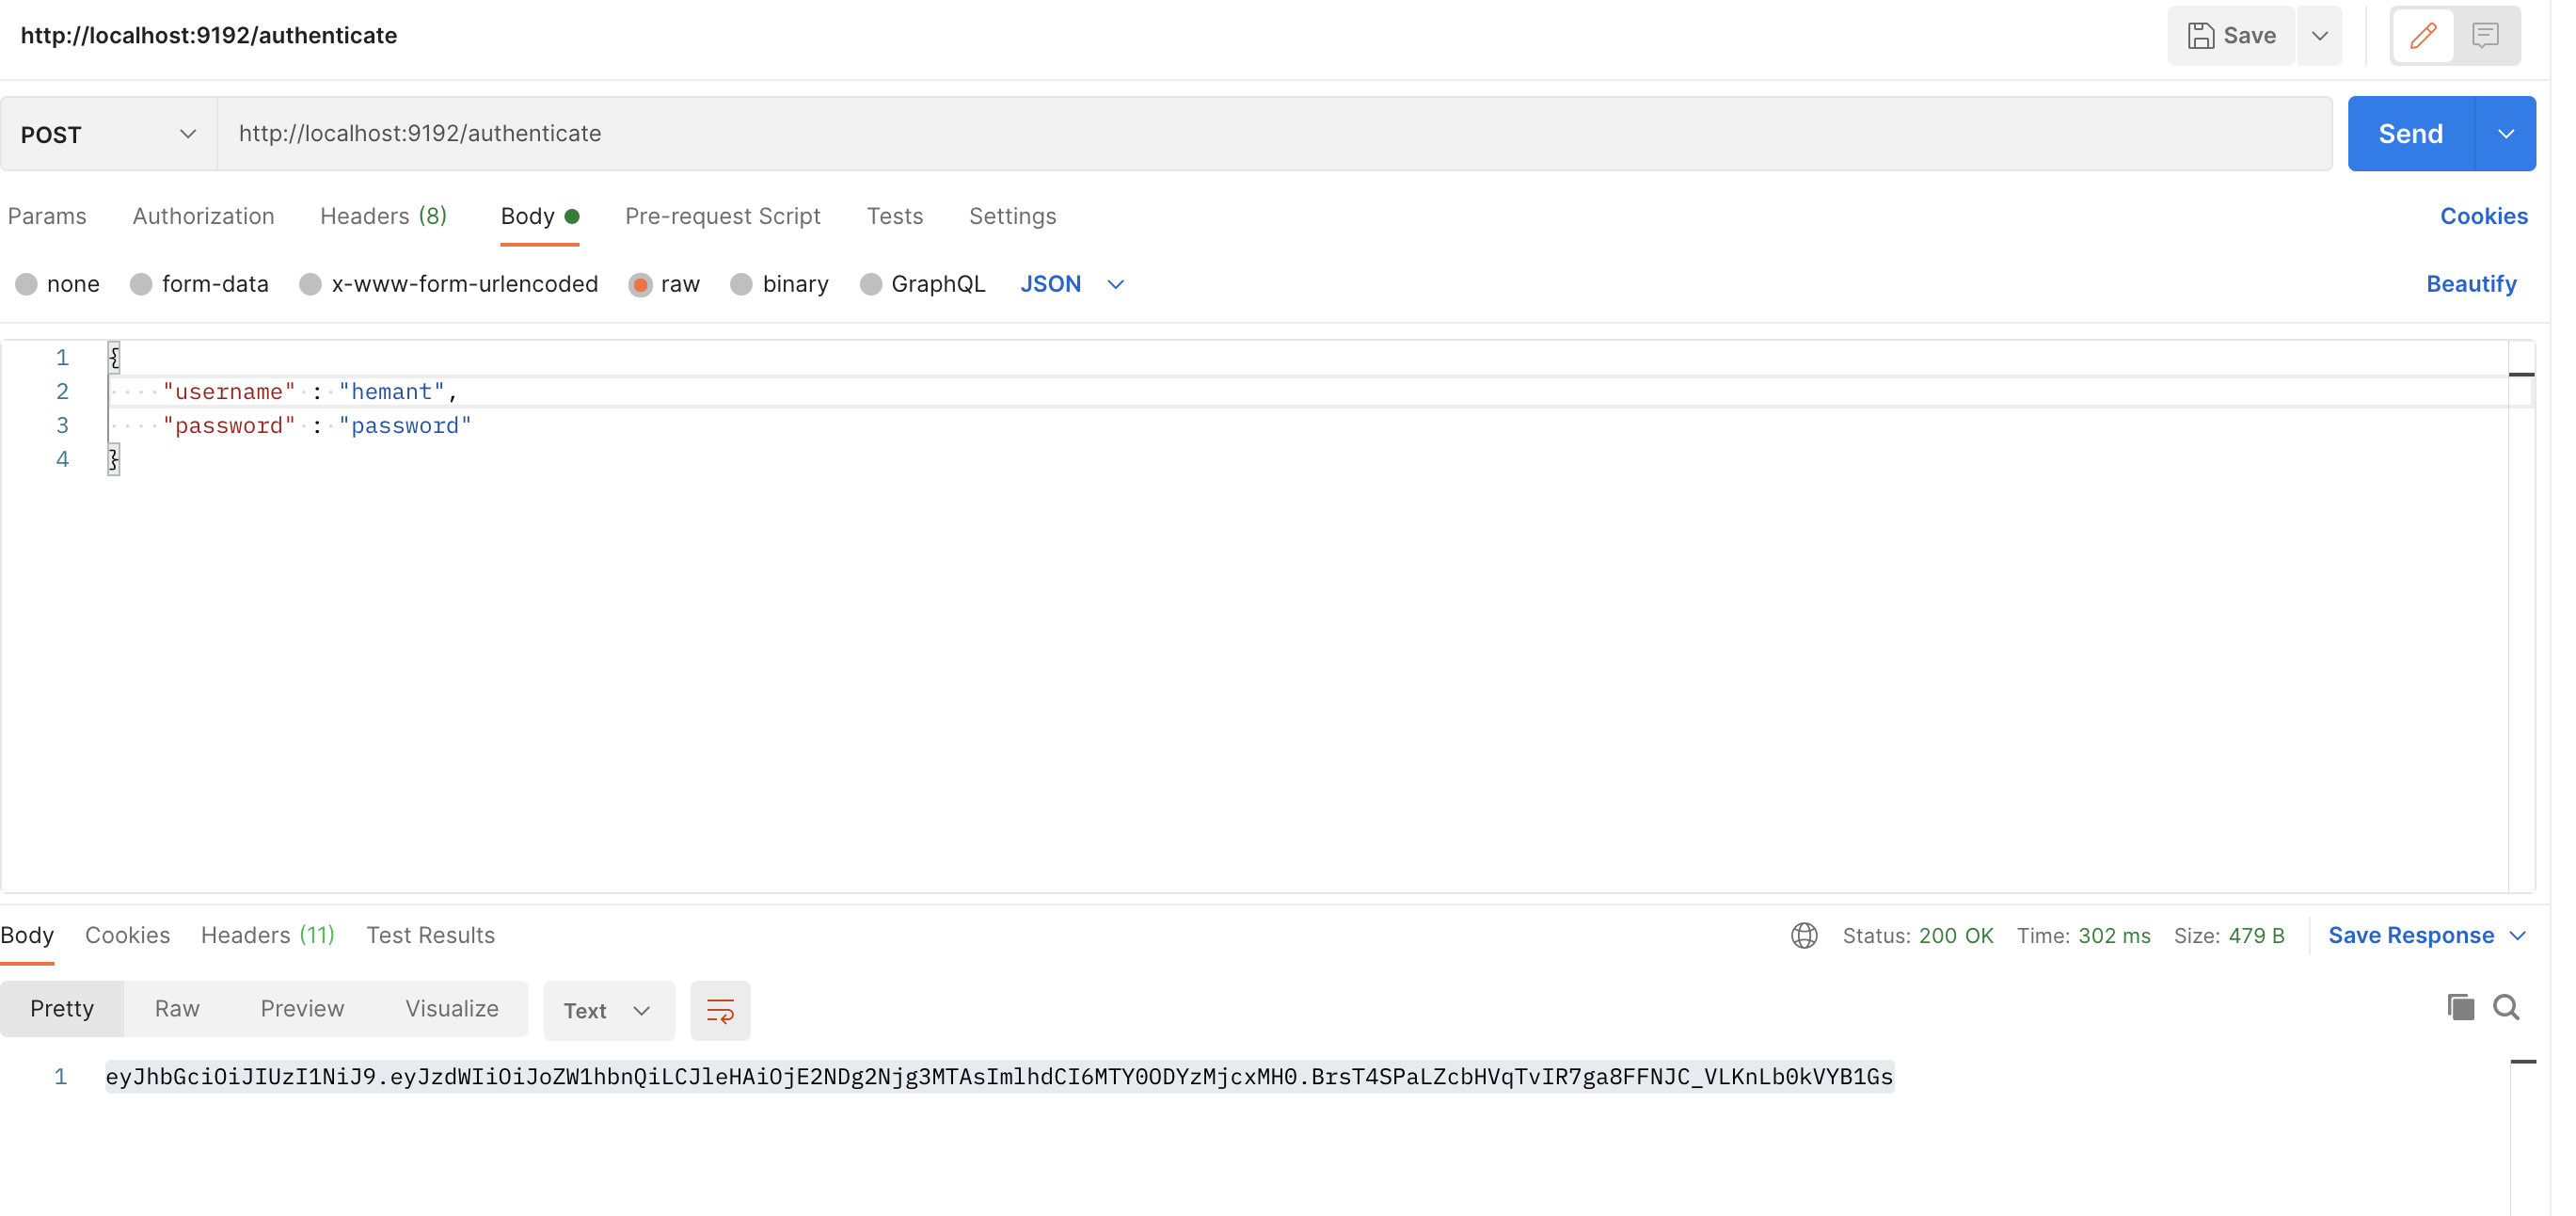 http://localhost:9192/authenticate Save
POST http://localhost:9192/authenticate Send
Params Authorization Headers (8) Body Pre-request Script Tests Settings Cookies
none form-data x-www-form-urlencoded raw binary GraphQL JSON Beautify
1 {
2 "username" : "hemant",
3 "password" : "password"
4 }
Body Cookies Headers (11) Test Results Status: 200 OK Time: 302 ms Size: 479 B Save Response
Pretty Raw Preview Visualize Text
1 eyJhbGciOiJIUzI1NiJ9.eyJzdWIiOiJoZW1hbnQiLCJleHAiOjE2NDg2Njg3MTAsImlhdCI6MTY0ODYzMjcxMH0.BrsT4SPaLZcbHVqTvIR7ga8FFNJC_VLKnLb0kVYB1Gs